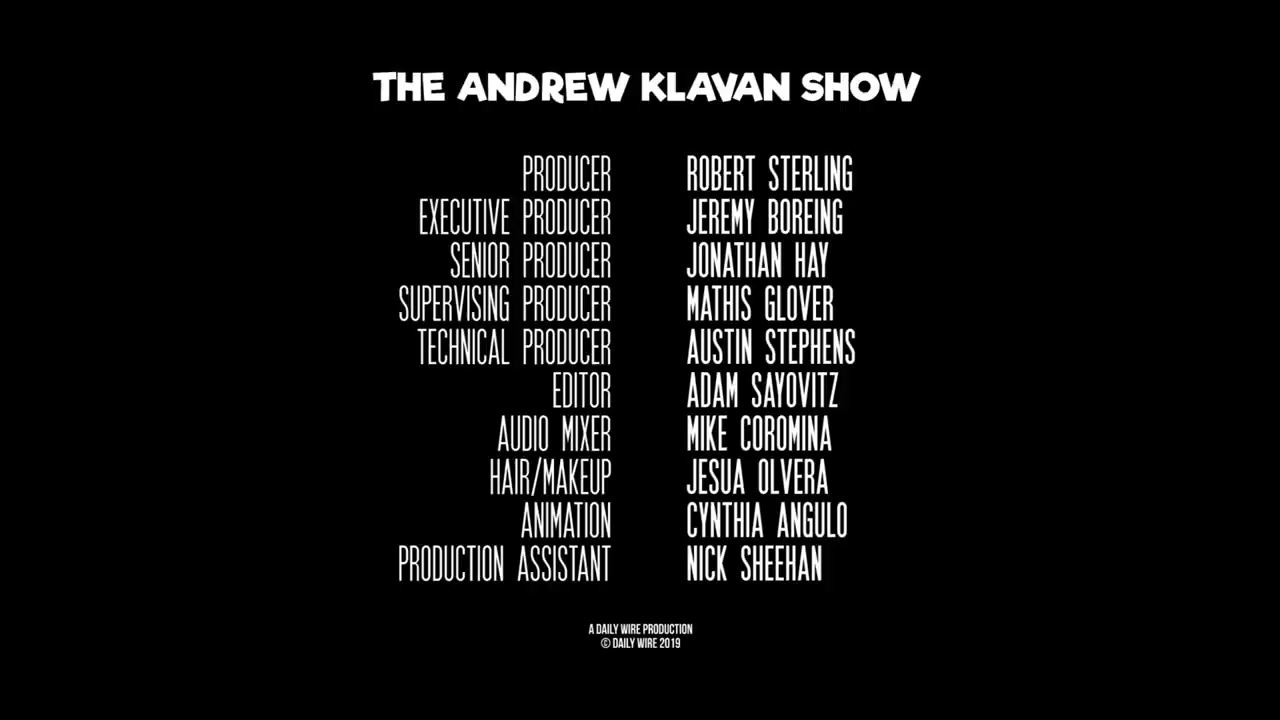 THE ANDREW KLAVAN SHOW
PRODUCER ROBERT STERLING
EXECUTIVE PRODUCER JEREMY BOREING
SENIOR PRODUCER JONATHAN HAY
SUPERVISING PRODUCER MATHIS GLOVER
TECHNICAL PRODUCER AUSTIN STEPHENS
EDITOR ADAM SAYOVITZ
AUDIO MIXER MIKE COROMINA
HAIR/MAKEUP JESUA OLVERA
ANIMATION CYNTHIA ANGULO
PRODUCTION ASSISTANT NICK SHEEHAN
A DAILY WIRE PRODUCTION
© DAILY WIRE 2019